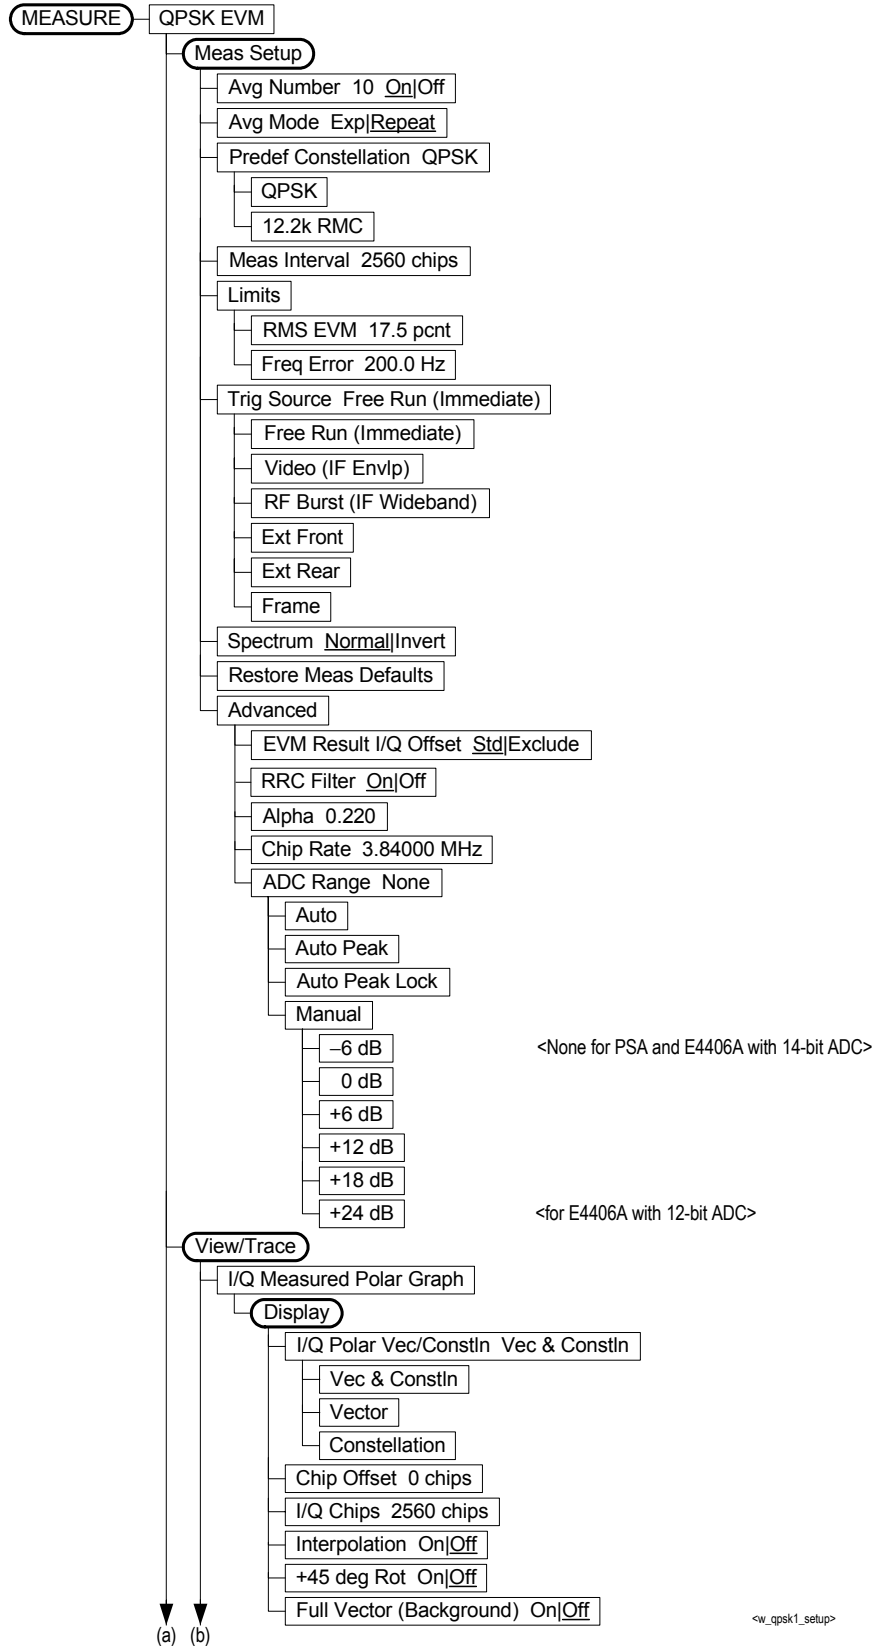 MEASURE QPSK EVM
Meas Setup
Avg Number 10 On|Off
Avg Mode Exp|Repeat
Predef Constellation QPSK
QPSK
12.2k RMC
Meas Interval 2560 chips
Limits
RMS EVM 17.5 pcnt
Freq Error 200.0 Hz
Trig Source Free Run (Immediate)
Free Run (Immediate)
Video (IF Envlp)
RF Burst (IF Wideband)
Ext Front
Ext Rear
Frame
Spectrum Normal|Invert
Restore Meas Defaults
Advanced
EVM Result I/Q Offset Std|Exclude
RRC Filter On|Off
Alpha 0.220
Chip Rate 3.84000 MHz
ADC Range None
Auto
Auto Peak
Auto Peak Lock
Manual
–6 dB <None for PSA and E4406A with 14-bit ADC>
0 dB
+6 dB
+12 dB
+18 dB
+24 dB <for E4406A with 12-bit ADC>
View/Trace
I/Q Measured Polar Graph
Display
I/Q Polar Vec/Constln Vec & Constln
Vec & Constln
Vector
Constellation
Chip Offset 0 chips
I/Q Chips 2560 chips
Interpolation On|Off
+45 deg Rot On|Off
Full Vector (Background) On|Off
<w_qpsk1_setup>
(a) (b)